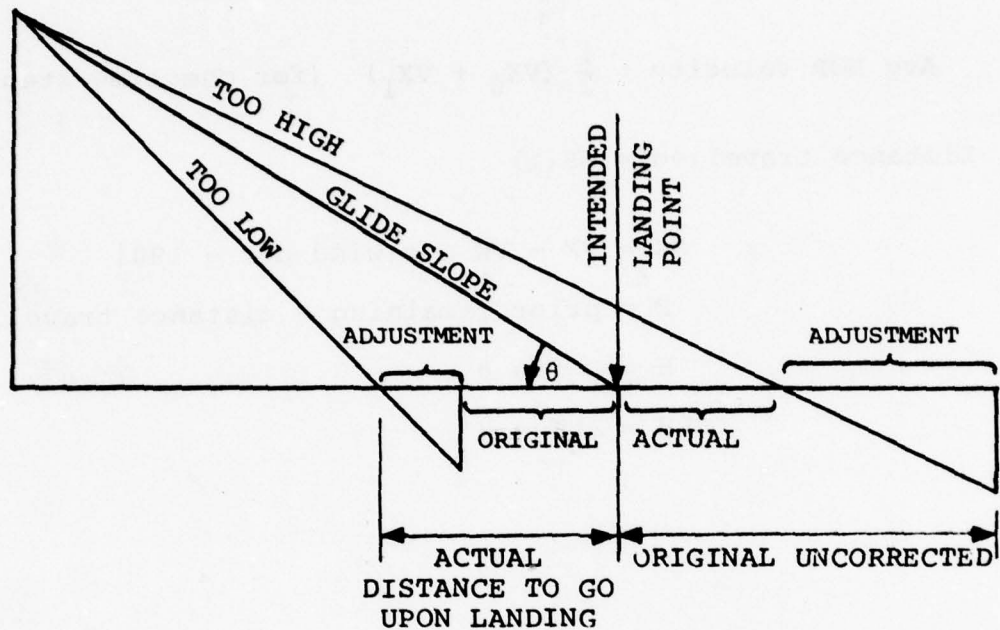 TOO HIGH
GLIDE SLOPE
TOO LOW
INTENDED
LANDING
POINT
ADJUSTMENT
ADJUSTMENT
θ
ORIGINAL
ACTUAL
ACTUAL
DISTANCE TO GO
UPON LANDING
ORIGINAL UNCORRECTED